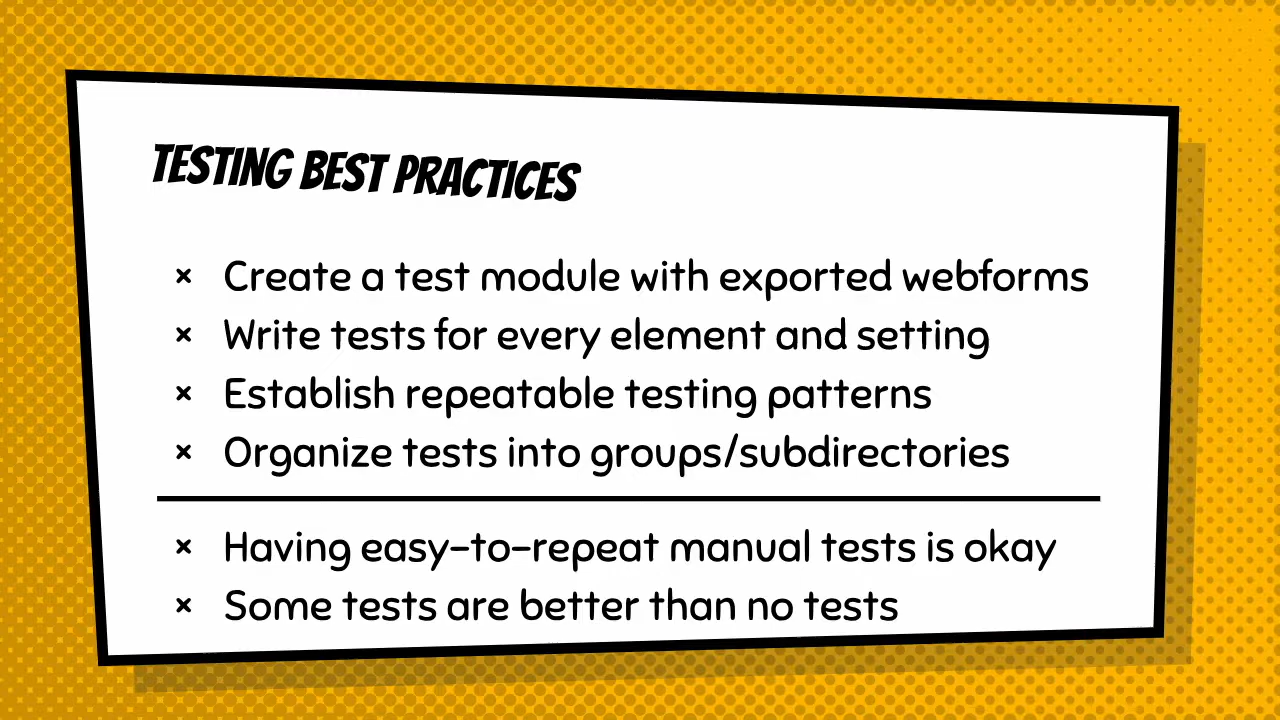 TESTING BEST PRACTICES
× Create a test module with exported webforms
× Write tests for every element and setting
× Establish repeatable testing patterns
× Organize tests into groups/subdirectories
× Having easy-to-repeat manual tests is okay
× Some tests are better than no tests